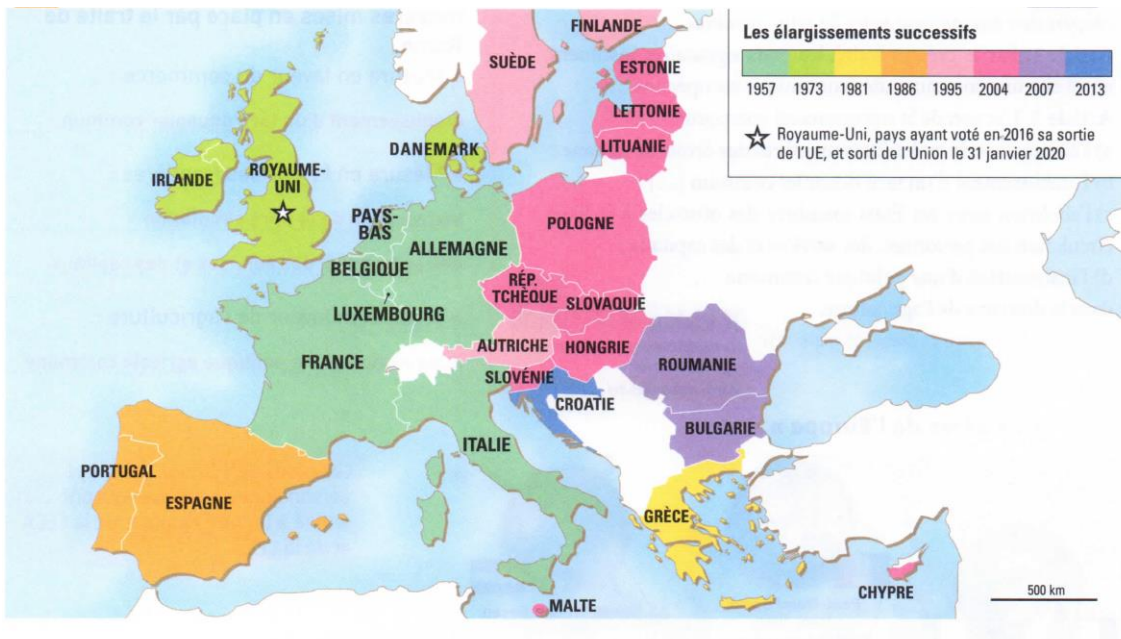 FINLANDE
SUÈDE
ESTONIE
LETTONIE
LITUANIE
DANEMARK
IRLANDE
ROYAUME-
UNI
PAYS-
BAS
ALLEMAGNE
POLOGNE
BELGIQUE
RÉP.
TCHÈQUE
SLOVAQUIE
LUXEMBOURG
AUTRICHE
HONGRIE
FRANCE
SLOVÉNIE
ROUMANIE
CROATIE
BULGARIE
ITALIE
PORTUGAL
ESPAGNE
GRÈCE
MALTE
CHYPRE
500 km
Les élargissements successifs
1957 1973 1981 1986 1995 2004 2007 2013
Royaume-Uni, pays ayant voté en 2016 sa sortie
de l'UE, et sorti de l'Union le 31 janvier 2020